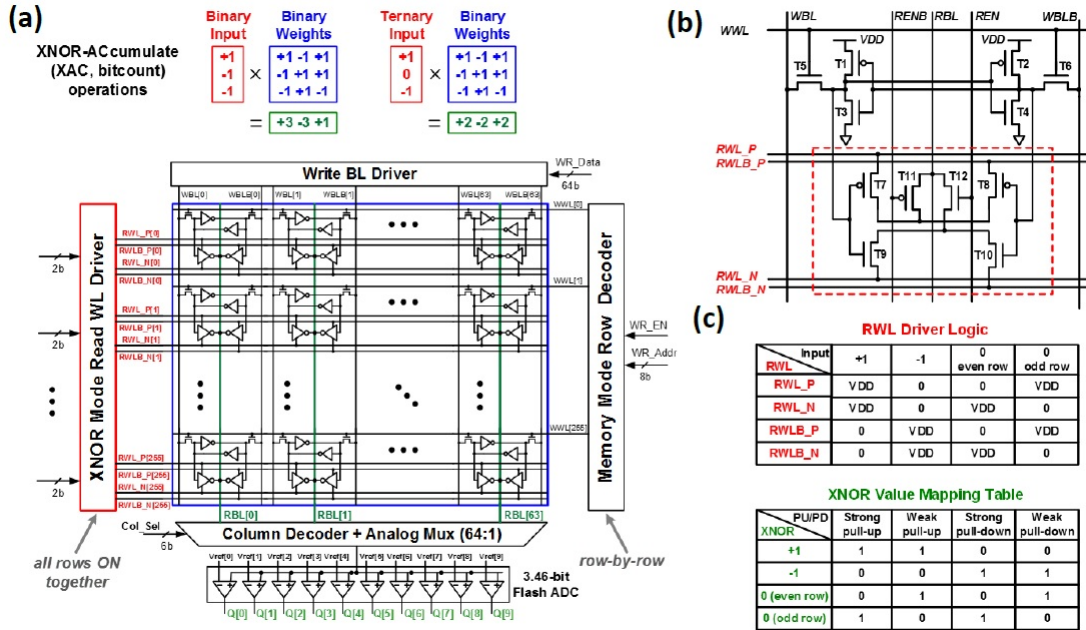 (a)
XNOR-ACcumulate
(XAC, bitcount)
operations
Binary
Input
Binary
Weights
Ternary
Input
Binary
Weights
+1
-1
-1
×
+1 -1 +1
-1 +1 +1
-1 +1 -1
= +3 -3 +1
+1
0
-1
×
+1 -1 +1
-1 +1 +1
-1 +1 -1
= +2 -2 +2
Write BL Driver
WR_Data
64b
WBL[0] WBLB[0] WBL[1] WBLB[1] WBL[63] WBLB[63]
XNOR Mode Read WL Driver
2b
2b
2b
RWL_P[0]
RWLB_P[0]
RWL_N[0]
RWLB_N[0]
RWL_P[1]
RWLB_P[1]
RWL_N[1]
RWLB_N[1]
RWL_P[255]
RWLB_P[255]
RWL_N[255]
RWLB_N[255]
WWL[0]
WWL[1]
WWL[255]
Memory Mode Row Decoder
WR_EN
WR_Addr
8b
RBL[0] RBL[1] RBL[63]
Col_Sel
6b
Column Decoder + Analog Mux (64:1)
all rows ON
together
row-by-row
Vref[0] Vref[1] Vref[2] Vref[3] Vref[4] Vref[5] Vref[6] Vref[7] Vref[8] Vref[9]
3.46-bit
Flash ADC
Q[0] Q[1] Q[2] Q[3] Q[4] Q[5] Q[6] Q[7] Q[8] Q[9]
(b)
WBL RENB RBL REN WBLB
WWL
VDD VDD
T5 T1 T2 T6
T3 T4
RWL_P
RWLB_P
T7 T11 T12 T8
T9 T10
RWL_N
RWLB_N
(c)
RWL Driver Logic
Input
RWL
+1 -1 0 even row 0 odd row
RWL_P VDD 0 0 VDD
RWL_N VDD 0 VDD 0
RWLB_P 0 VDD 0 VDD
RWLB_N 0 VDD VDD 0
XNOR Value Mapping Table
PU/PD
XNOR
Strong pull-up Weak pull-up Strong pull-down Weak pull-down
+1 1 1 0 0
-1 0 0 1 1
0 (even row) 0 1 0 1
0 (odd row) 1 0 1 0